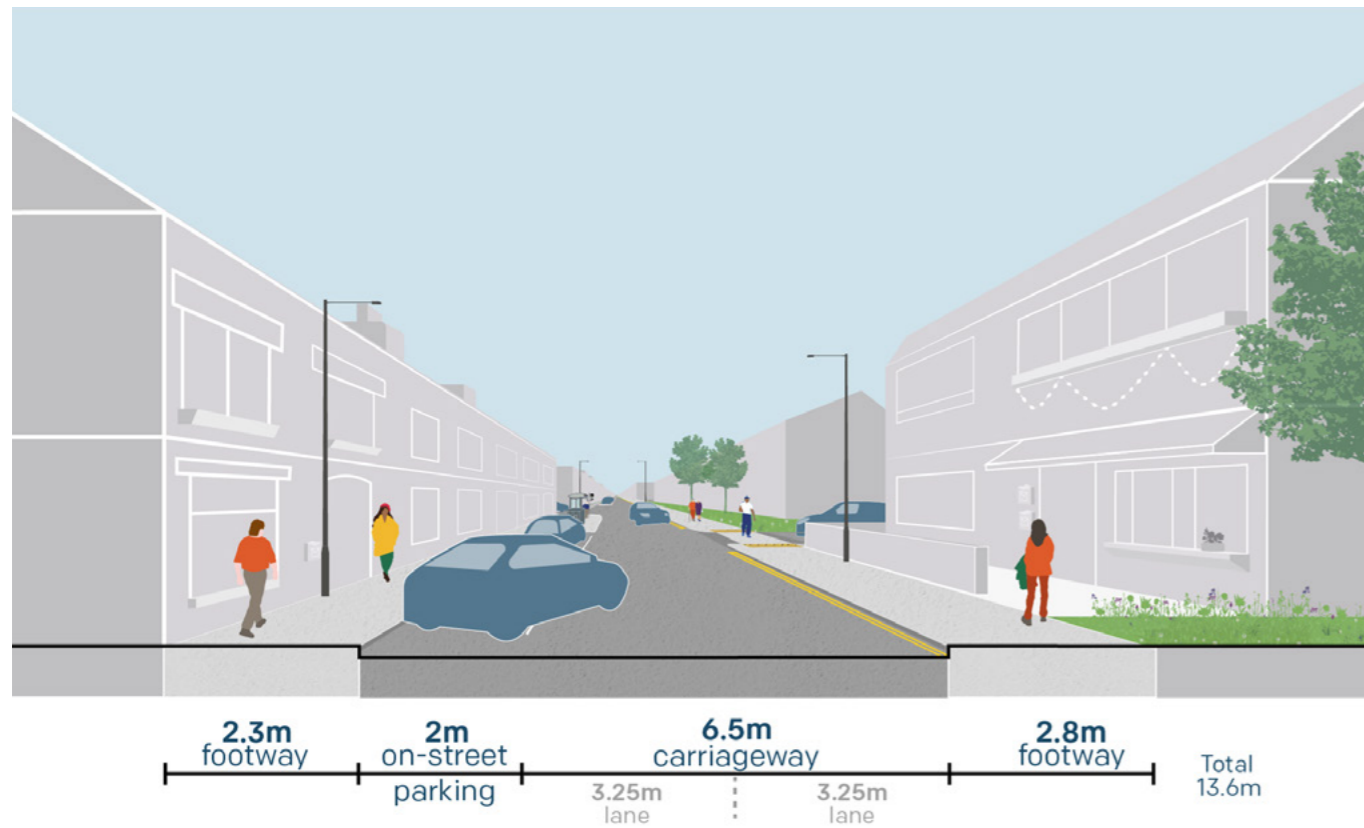 2.3m
footway
2m
on-street
parking
6.5m
carriageway
3.25m
lane
3.25m
lane
2.8m
footway
Total
13.6m